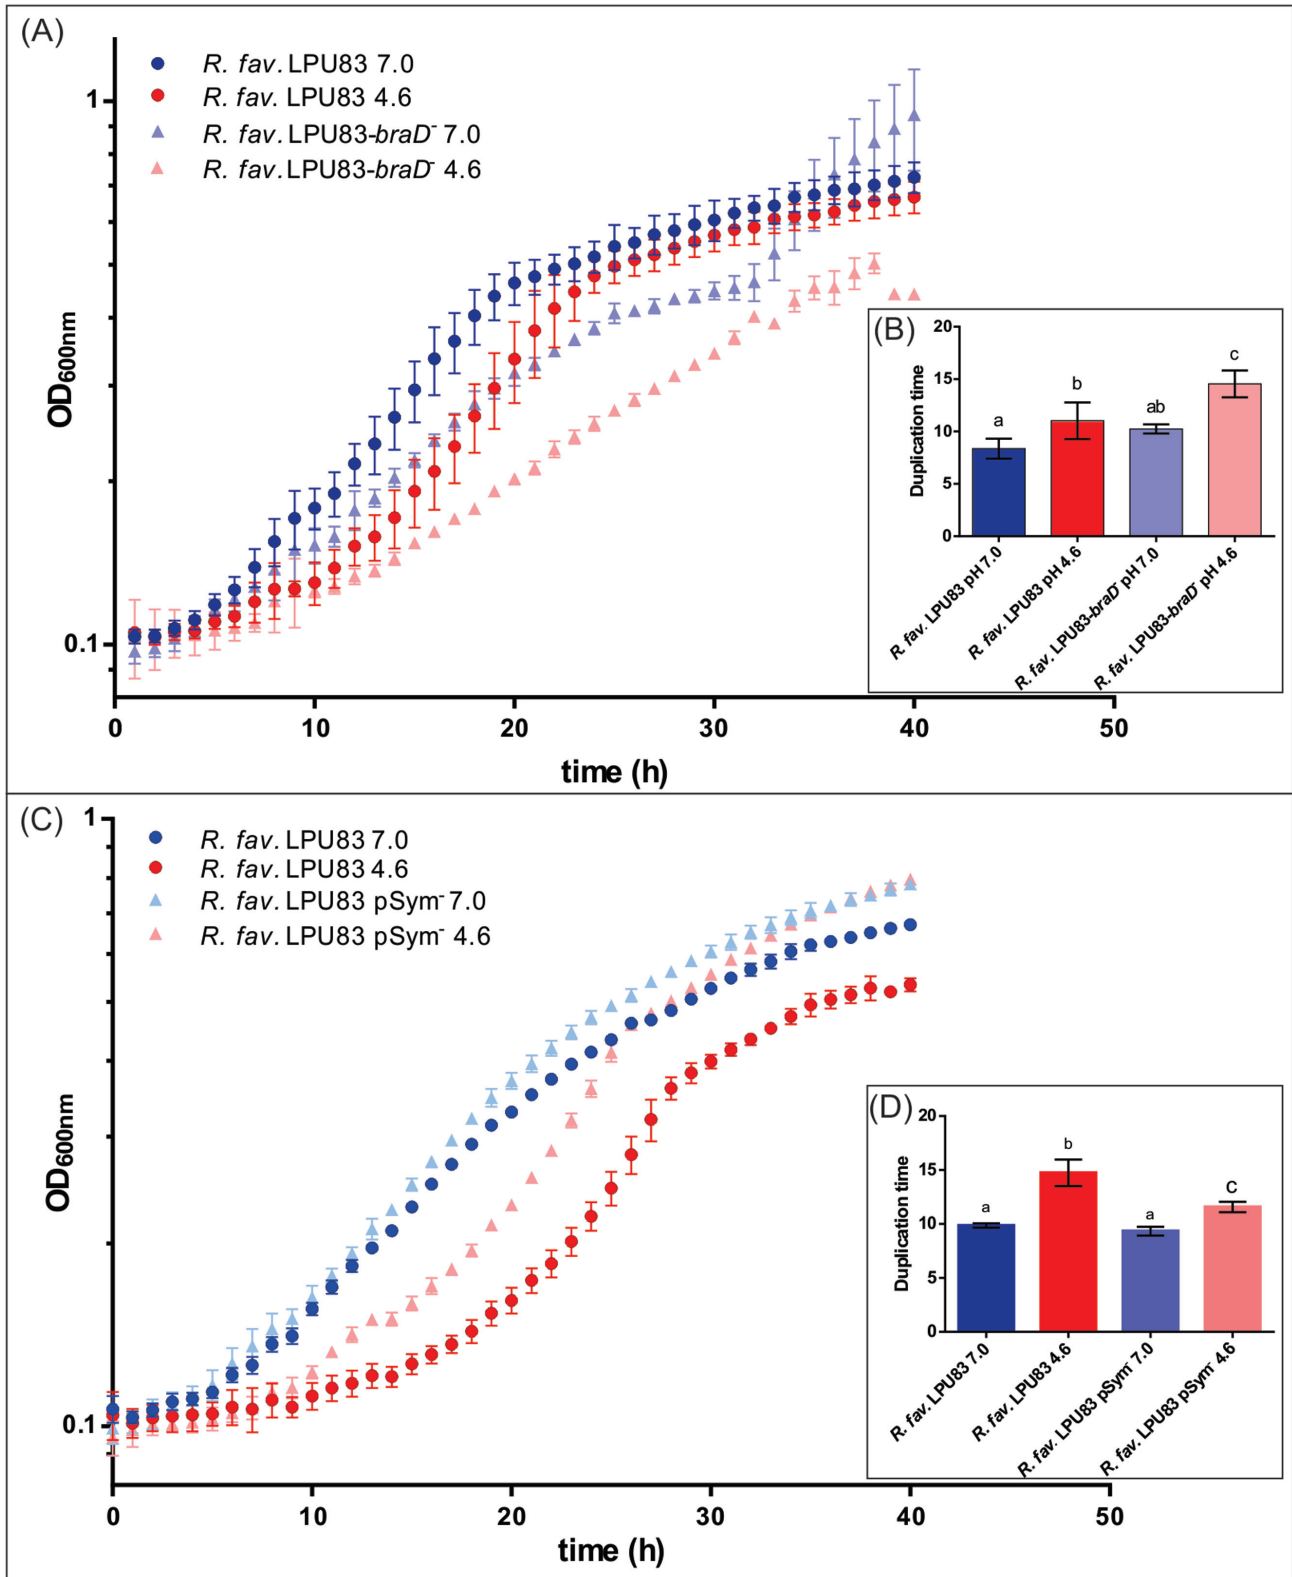 (A)
R. fav. LPU83 7.0
R. fav. LPU83 4.6
R. fav. LPU83-braD⁻ 7.0
R. fav. LPU83-braD⁻ 4.6
1
0.1
OD600nm
0 10 20 30 40 50
time (h)
(B)
20
15
10
5
0
Duplication time
a b ab c
R. fav. LPU83 pH 7.0
R. fav. LPU83 pH 4.6
R. fav. LPU83-braD⁻ pH 7.0
R. fav. LPU83-braD⁻ pH 4.6
(C)
R. fav. LPU83 7.0
R. fav. LPU83 4.6
R. fav. LPU83 pSym⁻ 7.0
R. fav. LPU83 pSym⁻ 4.6
1
0.1
OD600nm
0 10 20 30 40 50
time (h)
(D)
20
15
10
5
0
Duplication time
a b a c
R. fav. LPU83 7.0
R. fav. LPU83 4.6
R. fav. LPU83 pSym⁻ 7.0
R. fav. LPU83 pSym⁻ 4.6